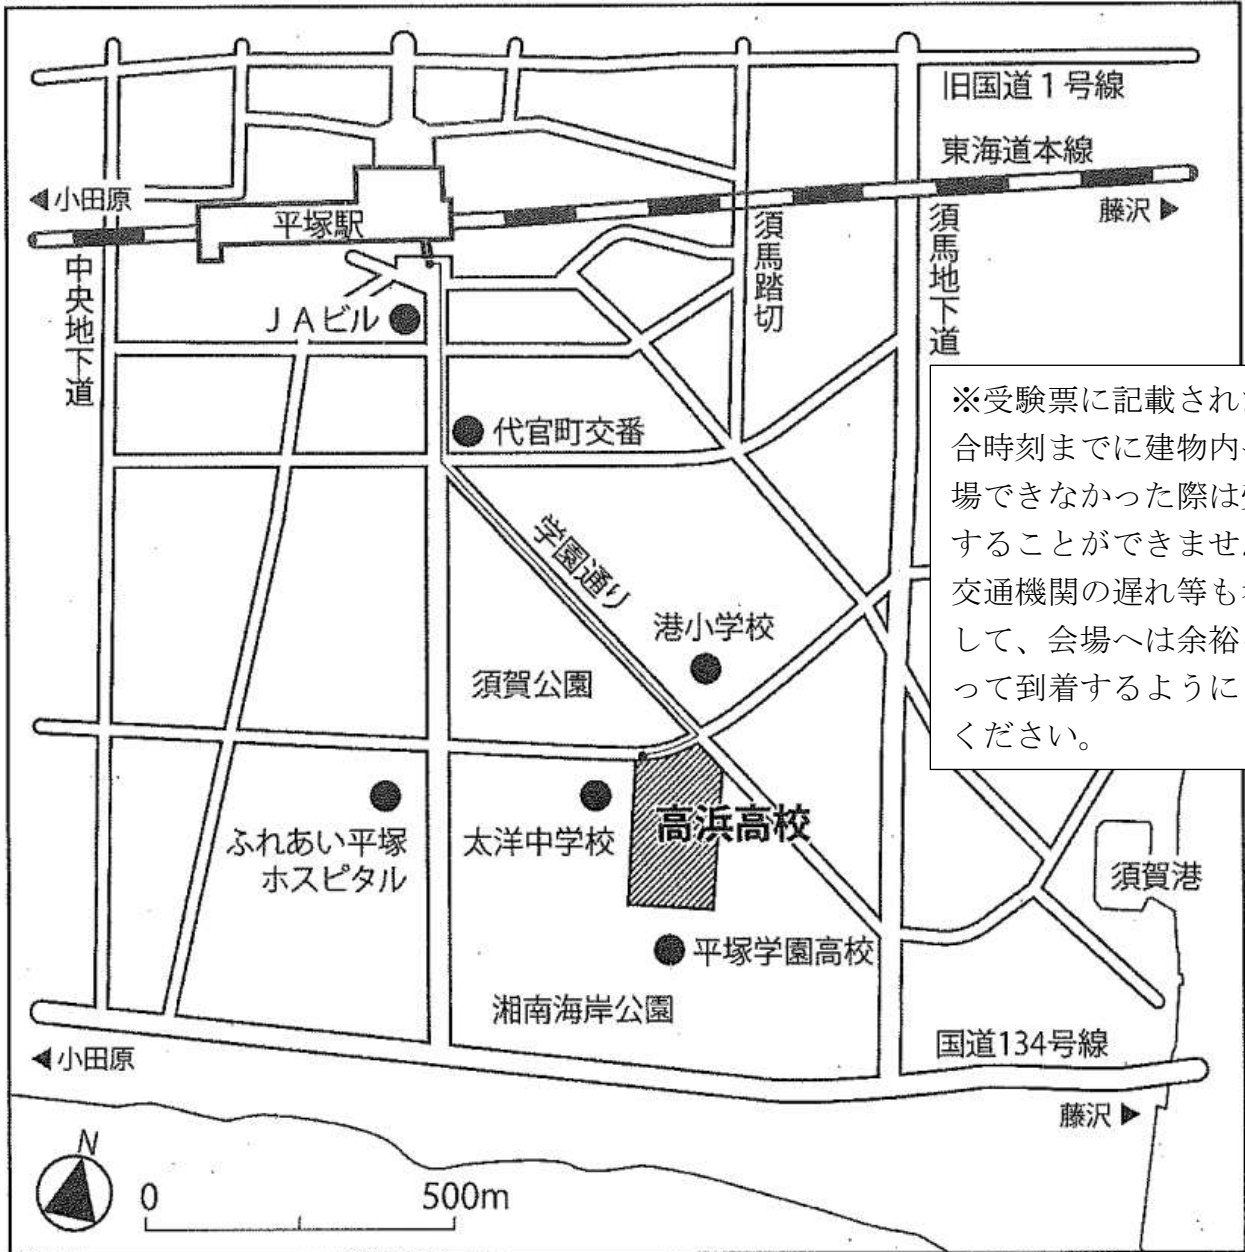 旧国道1号線
東海道本線
◀小田原
平塚駅
藤沢▶
中央地下道
須馬踏切
須馬地下道
JAビル
代官町交番
学園通り
港小学校
須賀公園
※受験票に記載され
合時刻までに建物内
場できなかった際は
することができませ
交通機関の遅れ等も
して、会場へは余裕
って到着するように
ください。
ふれあい平塚
ホスピタル
太洋中学校
高浜高校
須賀港
平塚学園高校
湘南海岸公園
国道134号線
◀小田原
藤沢▶
N
0
500m